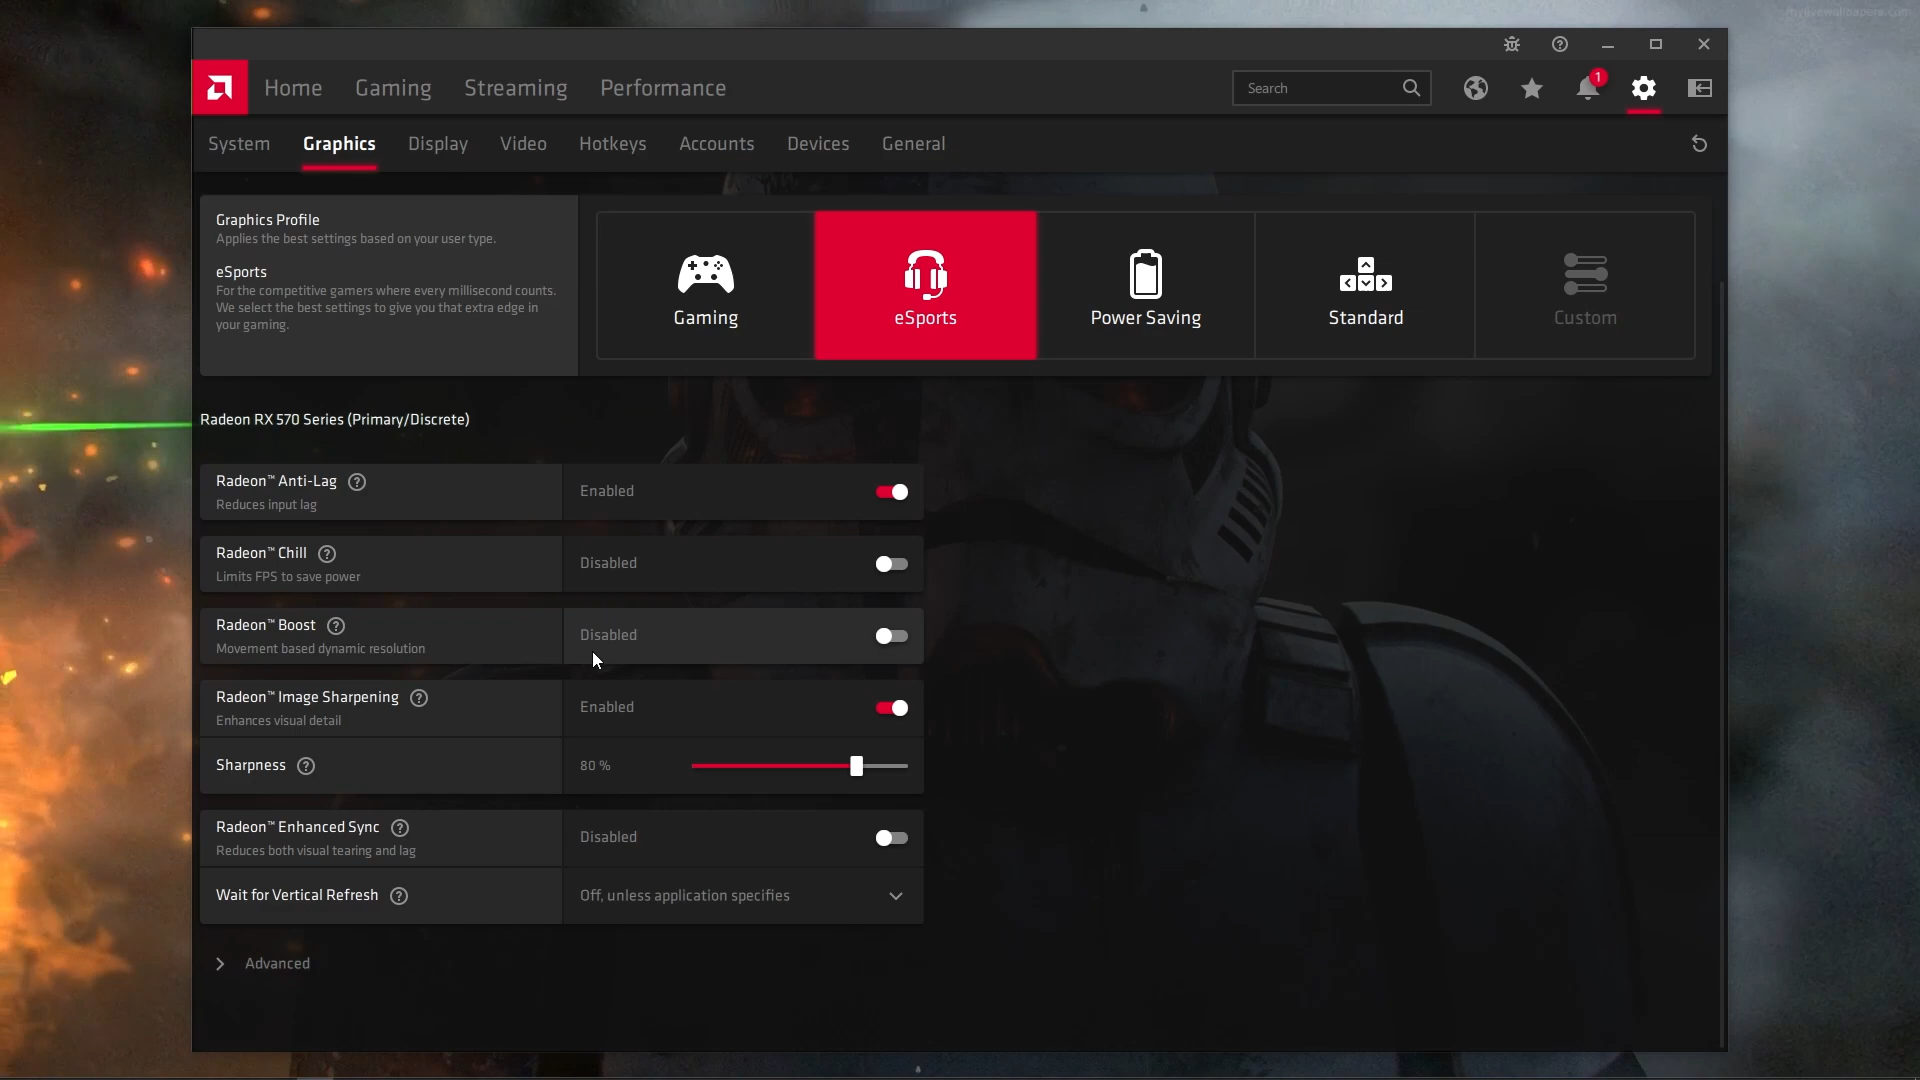 mylivewallpapers.com
Home Gaming Streaming Performance Search 1
System Graphics Display Video Hotkeys Accounts Devices General
Graphics Profile
Applies the best settings based on your user type.
eSports
For the competitive gamers where every millisecond counts.
We select the best settings to give you that extra edge in
your gaming.
Gaming eSports Power Saving Standard Custom
Radeon RX 570 Series (Primary/Discrete)
Radeon™ Anti-Lag ? Enabled
Reduces input lag
Radeon™ Chill ? Disabled
Limits FPS to save power
Radeon™ Boost ? Disabled
Movement based dynamic resolution
Radeon™ Image Sharpening ? Enabled
Enhances visual detail
Sharpness ? 80 %
Radeon™ Enhanced Sync ? Disabled
Reduces both visual tearing and lag
Wait for Vertical Refresh ? Off, unless application specifies
Advanced